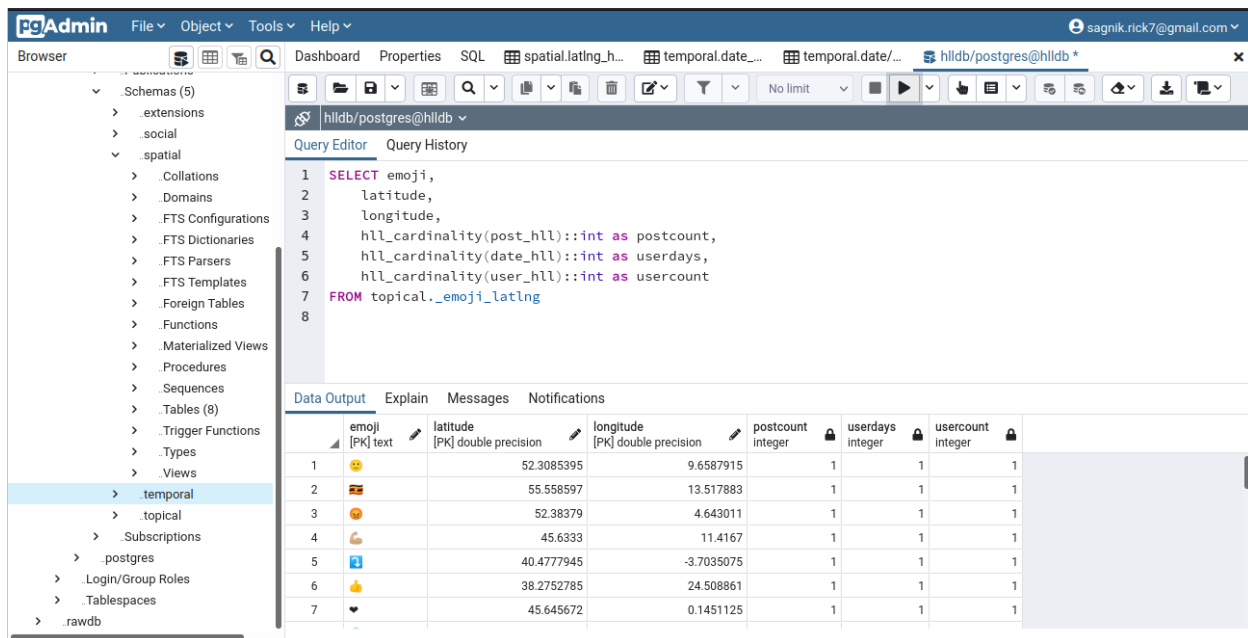 pgAdmin File Object Tools Help sagnik.rick7@gmail.com
Browser
Dashboard Properties SQL spatial.latlng_h... temporal.date_... temporal.date/... hlldb/postgres@hlldb *
..Schemas (5)
..extensions
..social
..spatial
..Collations
..Domains
..FTS Configurations
..FTS Dictionaries
..FTS Parsers
..FTS Templates
..Foreign Tables
..Functions
..Materialized Views
..Procedures
..Sequences
..Tables (8)
..Trigger Functions
..Types
..Views
..temporal
..topical
..Subscriptions
..postgres
..Login/Group Roles
..Tablespaces
..rawdb
No limit
hlldb/postgres@hlldb
Query Editor Query History
1 SELECT emoji,
2 latitude,
3 longitude,
4 hll_cardinality(post_hll)::int as postcount,
5 hll_cardinality(date_hll)::int as userdays,
6 hll_cardinality(user_hll)::int as usercount
7 FROM topical._emoji_latlng
8
Data Output Explain Messages Notifications
emoji latitude longitude postcount userdays usercount
[PK] text [PK] double precision [PK] double precision integer integer integer
1 🙂 52.3085395 9.6587915 1 1 1
2 🇺🇬 55.558597 13.517883 1 1 1
3 😡 52.38379 4.643011 1 1 1
4 💪🏼 45.6333 11.4167 1 1 1
5 ⤵️ 40.4777945 -3.7035075 1 1 1
6 👍 38.2752785 24.508861 1 1 1
7 ❤ 45.645672 0.1451125 1 1 1